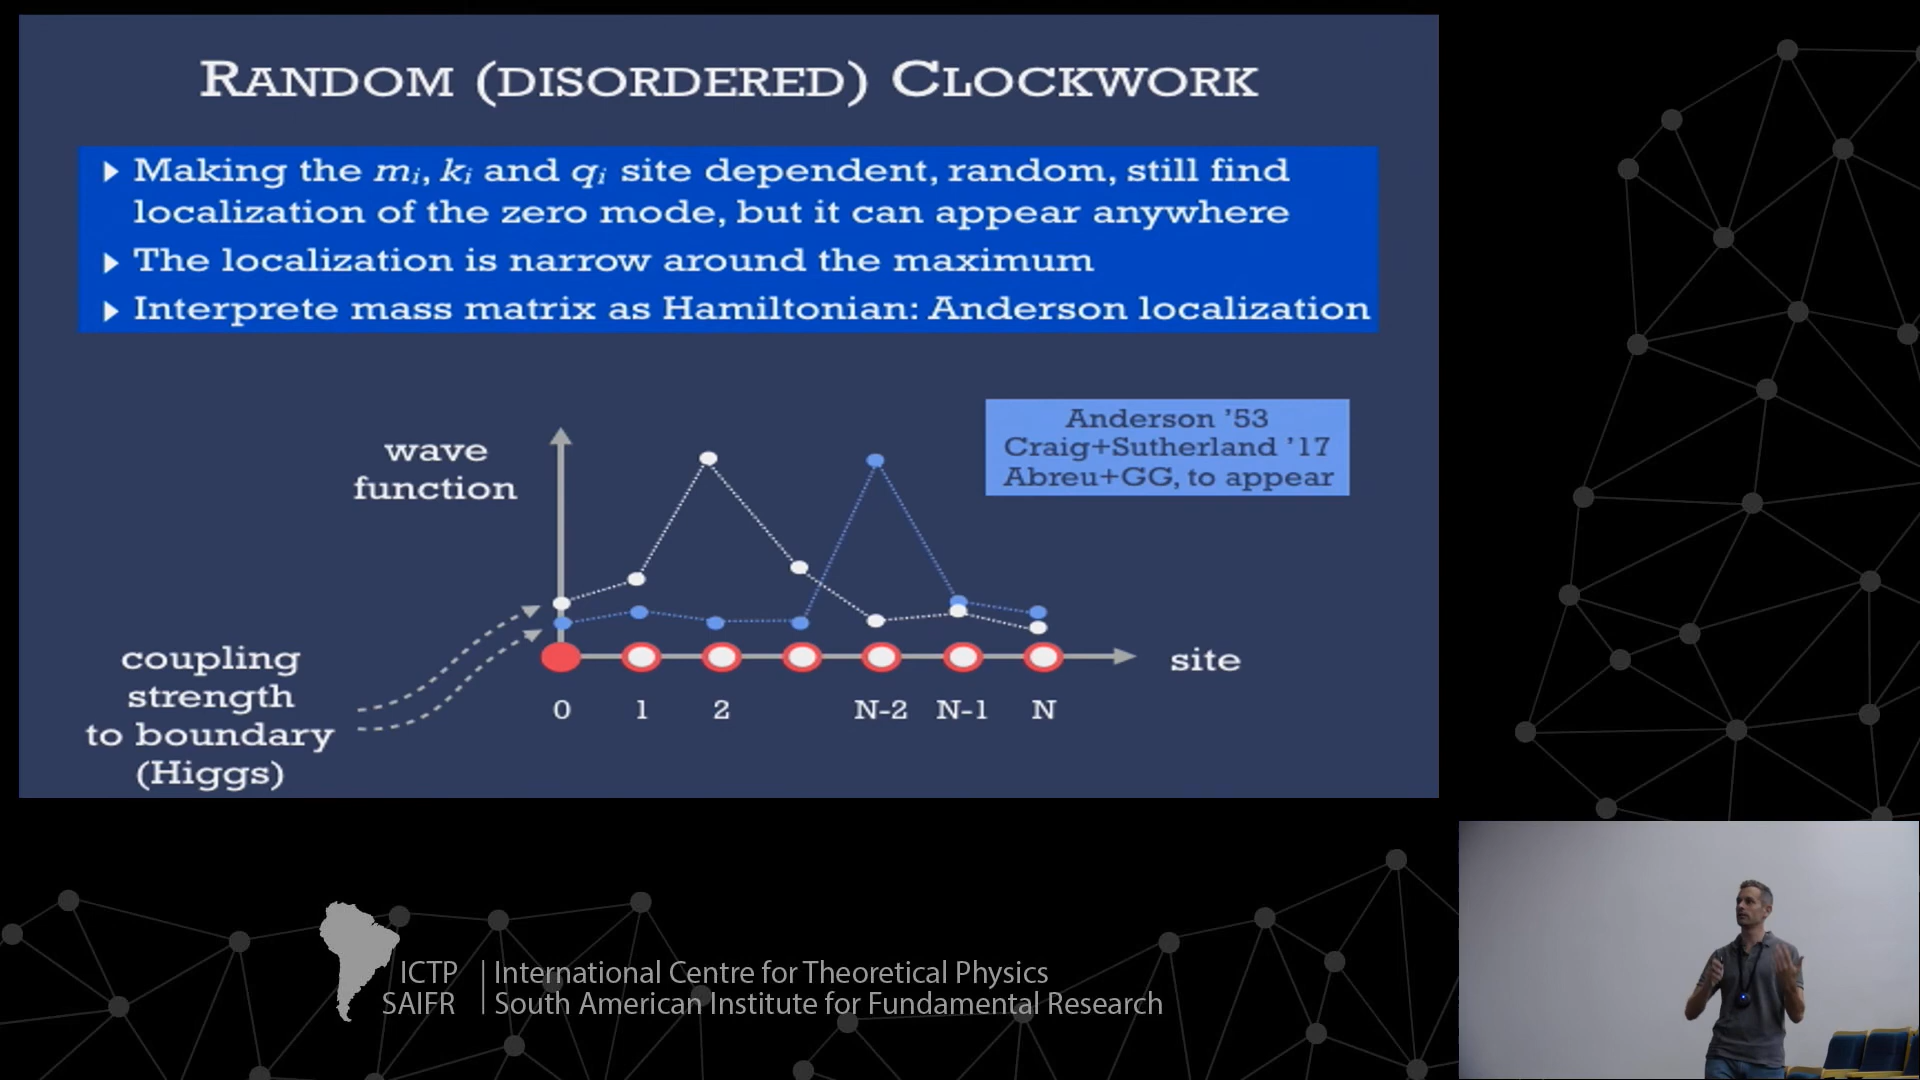 RANDOM (DISORDERED) CLOCKWORK
Making the mᵢ, kᵢ and qᵢ site dependent, random, still find
localization of the zero mode, but it can appear anywhere
The localization is narrow around the maximum
Interprete mass matrix as Hamiltonian: Anderson localization
Anderson ’53
Craig+Sutherland ’17
Abreu+GG, to appear
wave
function
coupling
strength
to boundary
(Higgs)
site
0 1 2 N-2 N-1 N
ICTP | International Centre for Theoretical Physics
SAIFR | South American Institute for Fundamental Research